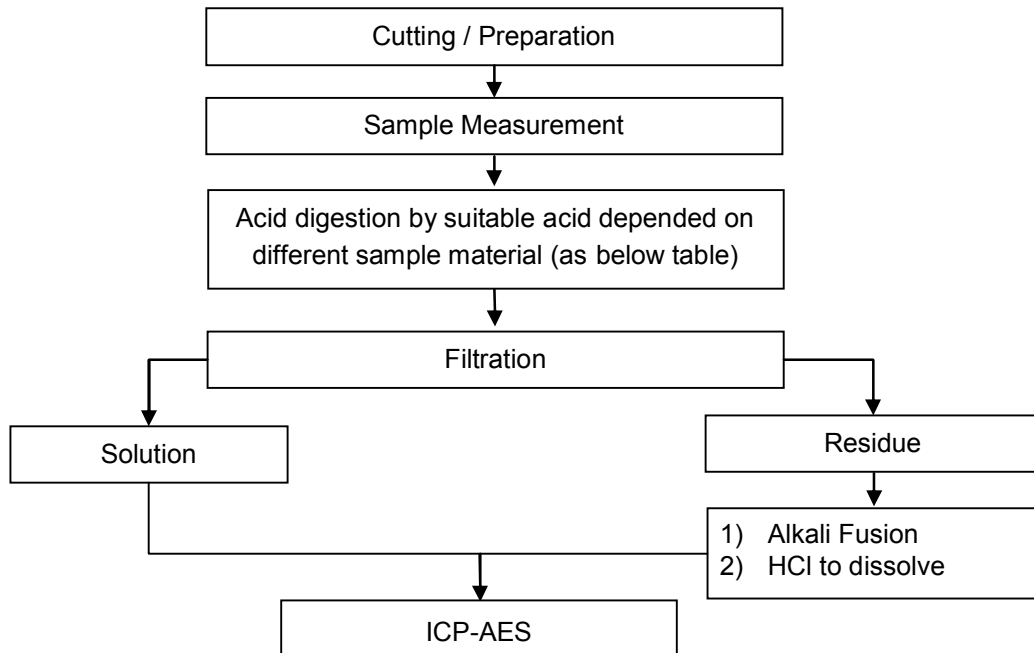 Cutting / Preparation
Sample Measurement
Acid digestion by suitable acid depended on
different sample material (as below table)
Filtration
Solution
Residue
1) Alkali Fusion
2) HCl to dissolve
ICP-AES